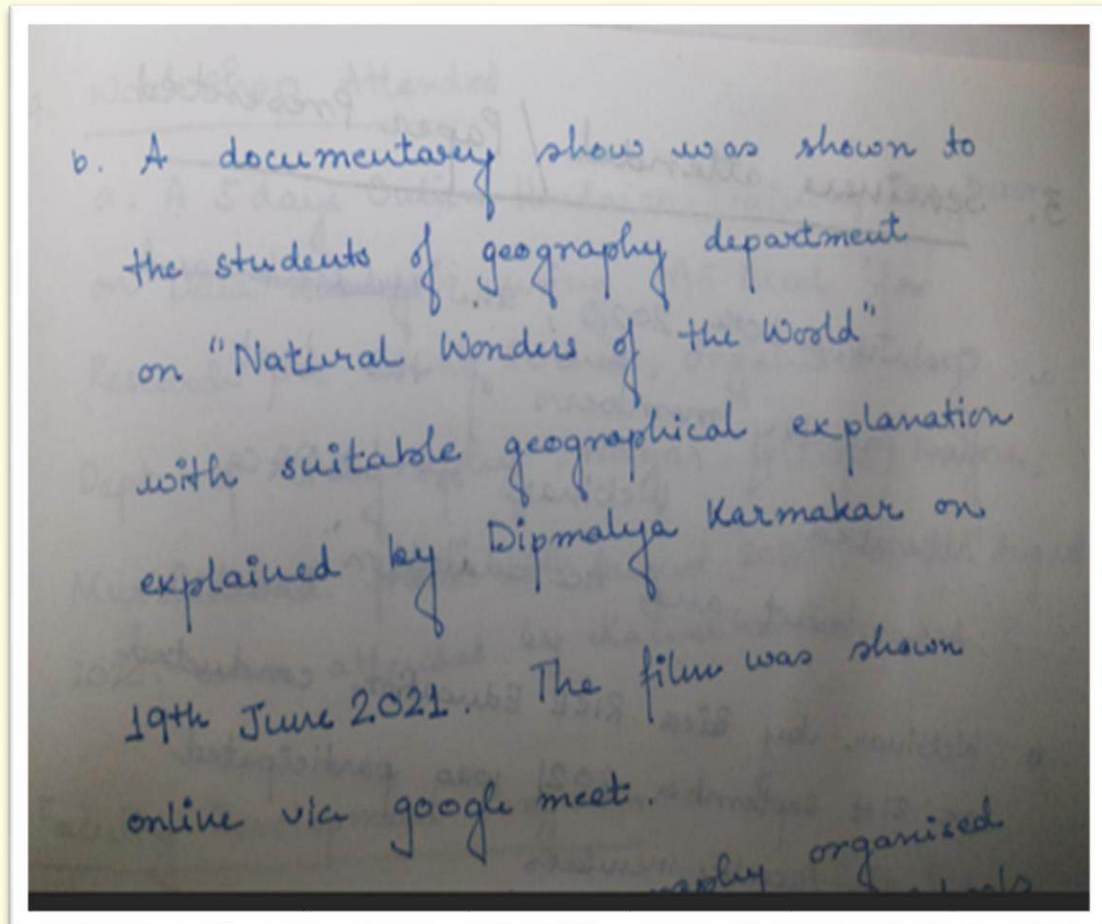 b. A documentary show was shown to
the students of geography department
on "Natural Wonders of the World"
with suitable geographical explanation
explained by Dipmalya Karmakar on
19th June 2021. The film was shown
online via google meet.
organised